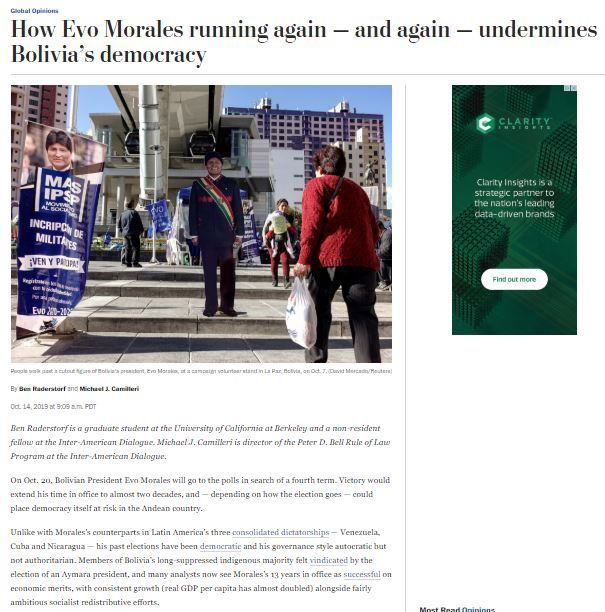 Global Opinions
How Evo Morales running again — and again — undermines
Bolivia's democracy
MAS
IPSP
MOVIMIENTO
AL SOCIALISMO
INSCRIPCIÓN DE
MILITANTES
¡VEN Y PARTICIPA!
Evo 2020-2025
CLARITY
INSIGHTS
Clarity Insights is a
strategic partner to
the nation's leading
data-driven brands
Find out more
People walk past a cutout figure of Bolivia's president, Evo Morales, at a campaign volunteer stand in La Paz, Bolivia, on Oct. 7. (David Mercado/Reuters)
By Ben Raderstorf and Michael J. Camilleri
Oct. 14, 2019 at 9:09 a.m. PDT
Ben Raderstorf is a graduate student at the University of California at Berkeley and a non-resident
fellow at the Inter-American Dialogue. Michael J. Camilleri is director of the Peter D. Bell Rule of Law
Program at the Inter-American Dialogue.
On Oct. 20, Bolivian President Evo Morales will go to the polls in search of a fourth term. Victory would
extend his time in office to almost two decades, and — depending on how the election goes — could
place democracy itself at risk in the Andean country.
Unlike with Morales's counterparts in Latin America's three consolidated dictatorships — Venezuela,
Cuba and Nicaragua — his past elections have been democratic and his governance style autocratic but
not authoritarian. Members of Bolivia's long-suppressed indigenous majority felt vindicated by the
election of an Aymara president, and many analysts now see Morales's 13 years in office as successful on
economic merits, with consistent growth (real GDP per capita has almost doubled) alongside fairly
ambitious socialist redistributive efforts.
Most Read Opinions